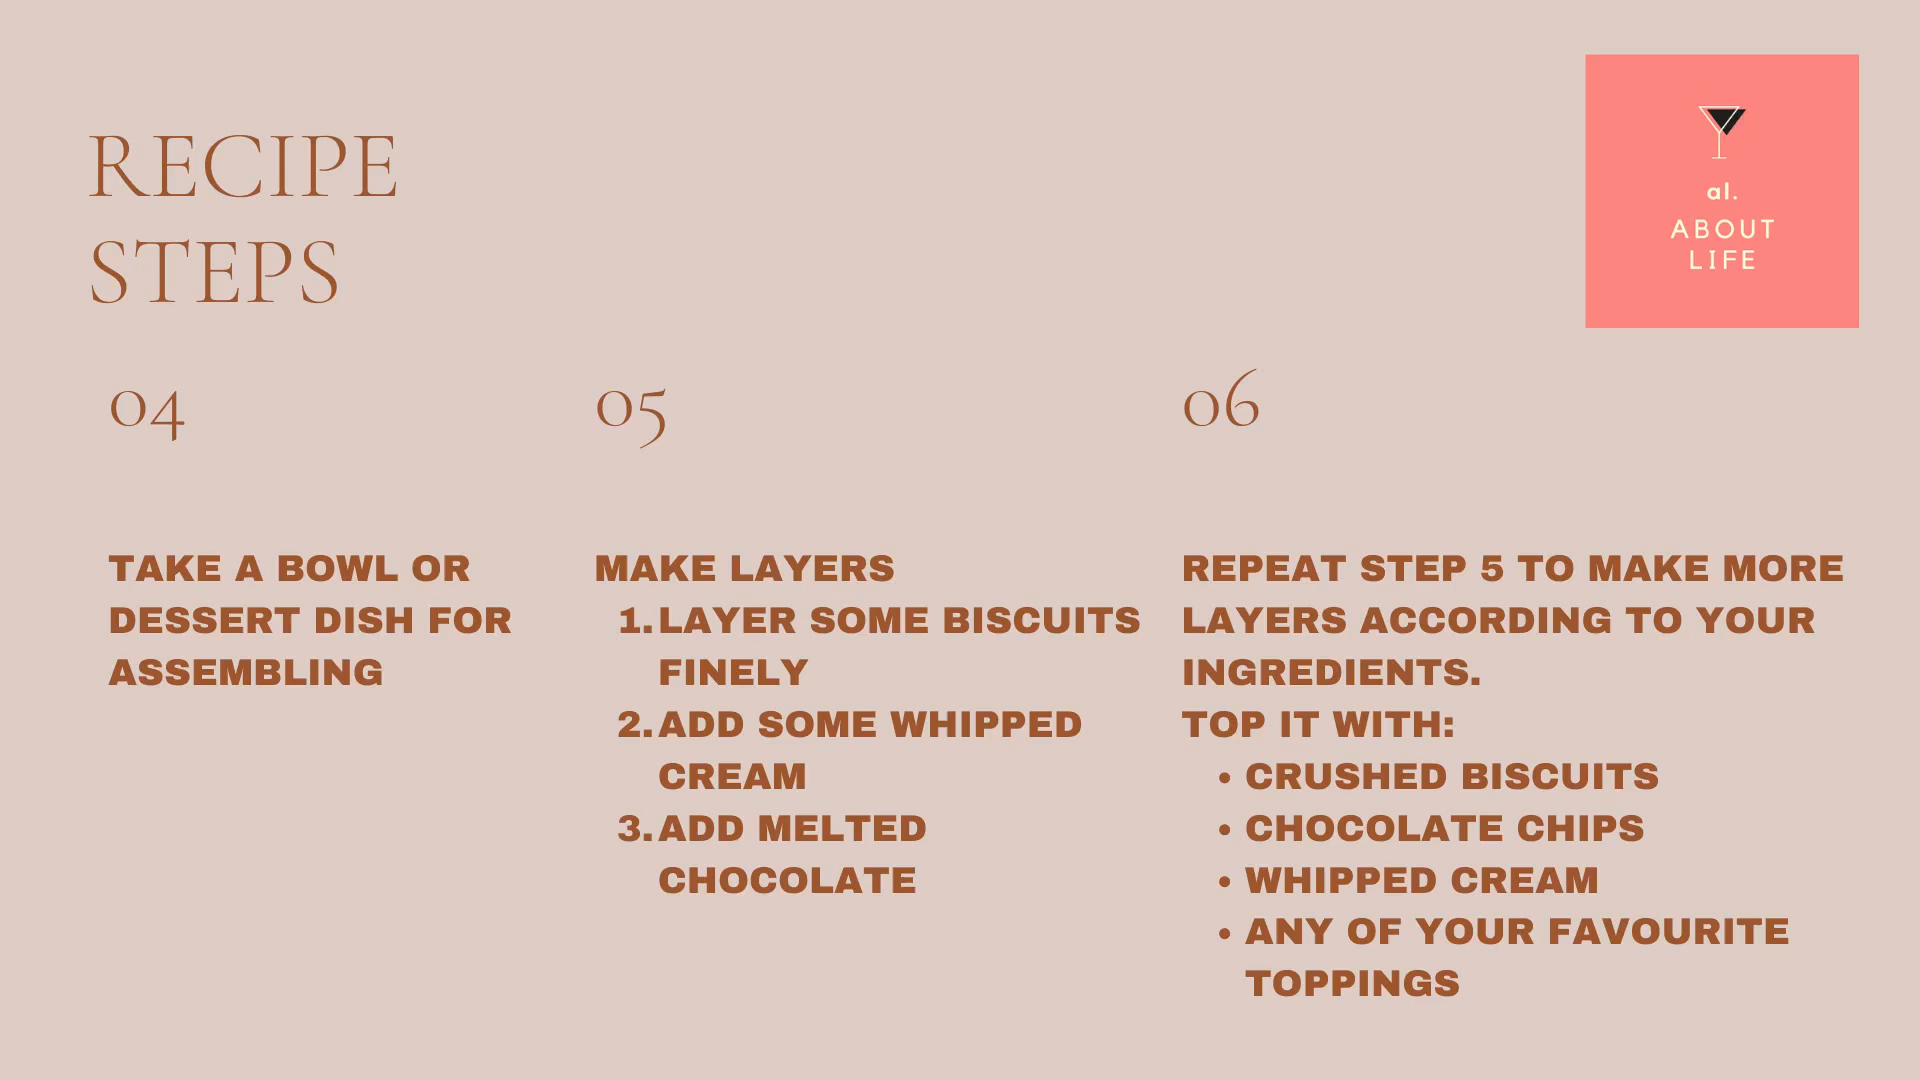 RECIPE
STEPS
al.
ABOUT
LIFE
04
TAKE A BOWL OR
DESSERT DISH FOR
ASSEMBLING
05
MAKE LAYERS
1. LAYER SOME BISCUITS
FINELY
2. ADD SOME WHIPPED
CREAM
3. ADD MELTED
CHOCOLATE
06
REPEAT STEP 5 TO MAKE MORE
LAYERS ACCORDING TO YOUR
INGREDIENTS.
TOP IT WITH:
• CRUSHED BISCUITS
• CHOCOLATE CHIPS
• WHIPPED CREAM
• ANY OF YOUR FAVOURITE
TOPPINGS